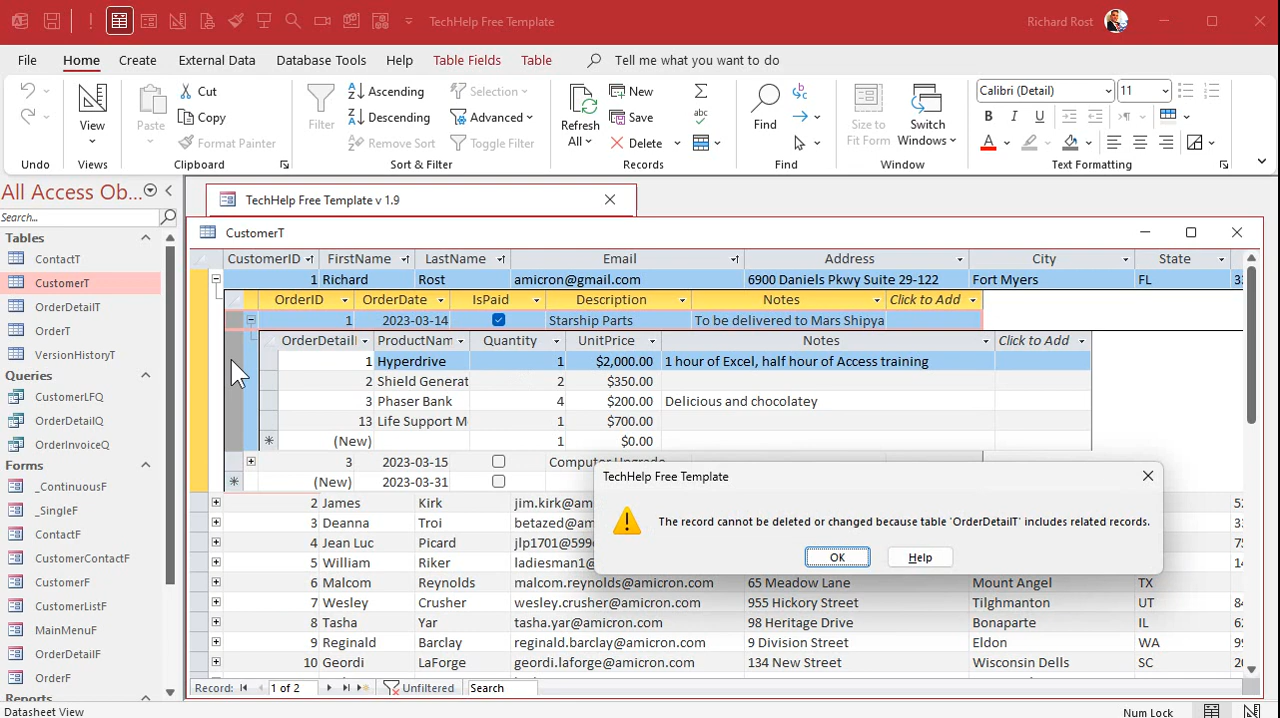 TechHelp Free Template
Richard Rost
File Home Create External Data Database Tools Help Table Fields Table Tell me what you want to do
Undo
View
Views
Paste
Cut
Copy
Format Painter
Clipboard
Filter
Ascending
Descending
Remove Sort
Selection
Advanced
Toggle Filter
Sort & Filter
Refresh All
New
Save
Delete
Records
Find
Find
Size to Fit Form
Switch Windows
Window
Calibri (Detail) 11
B I U
A
Text Formatting
All Access Ob...
Search...
Tables
ContactT
CustomerT
OrderDetailT
OrderT
VersionHistoryT
Queries
CustomerLFQ
OrderDetailQ
OrderInvoiceQ
Forms
_ContinuousF
_SingleF
ContactF
CustomerContactF
CustomerF
CustomerListF
MainMenuF
OrderDetailF
OrderF
Reports
TechHelp Free Template v 1.9
CustomerT
CustomerID FirstName LastName Email Address City State
1 Richard Rost amicron@gmail.com 6900 Daniels Pkwy Suite 29-122 Fort Myers FL
OrderID OrderDate IsPaid Description Notes Click to Add
1 2023-03-14 Starship Parts To be delivered to Mars Shipya
OrderDetailI ProductNam Quantity UnitPrice Notes Click to Add
1 Hyperdrive 1 $2,000.00 1 hour of Excel, half hour of Access training
2 Shield Generat 2 $350.00
3 Phaser Bank 4 $200.00 Delicious and chocolatey
13 Life Support M 1 $700.00
(New) 1 $0.00
3 2023-03-15 Computer Upgrade
(New) 2023-03-31
TechHelp Free Template
The record cannot be deleted or changed because table 'OrderDetailT' includes related records.
OK Help
2 James Kirk jim.kirk@am
3 Deanna Troi betazed@am
4 Jean Luc Picard jlp1701@599
5 William Riker ladiesman1@
6 Malcom Reynolds malcom.reynolds@amicron.com 65 Meadow Lane Mount Angel TX
7 Wesley Crusher wesley.crusher@amicron.com 955 Hickory Street Tilghmanton UT 84
8 Tasha Yar tasha.yar@amicron.com 98 Heritage Drive Bonaparte IL 63
9 Reginald Barclay reginald.barclay@amicron.com 9 Division Street Eldon WA 99
10 Geordi LaForge geordi.laforge@amicron.com 134 New Street Wisconsin Dells SC
Record: 1 of 2 Unfiltered Search
Datasheet View
Num Lock